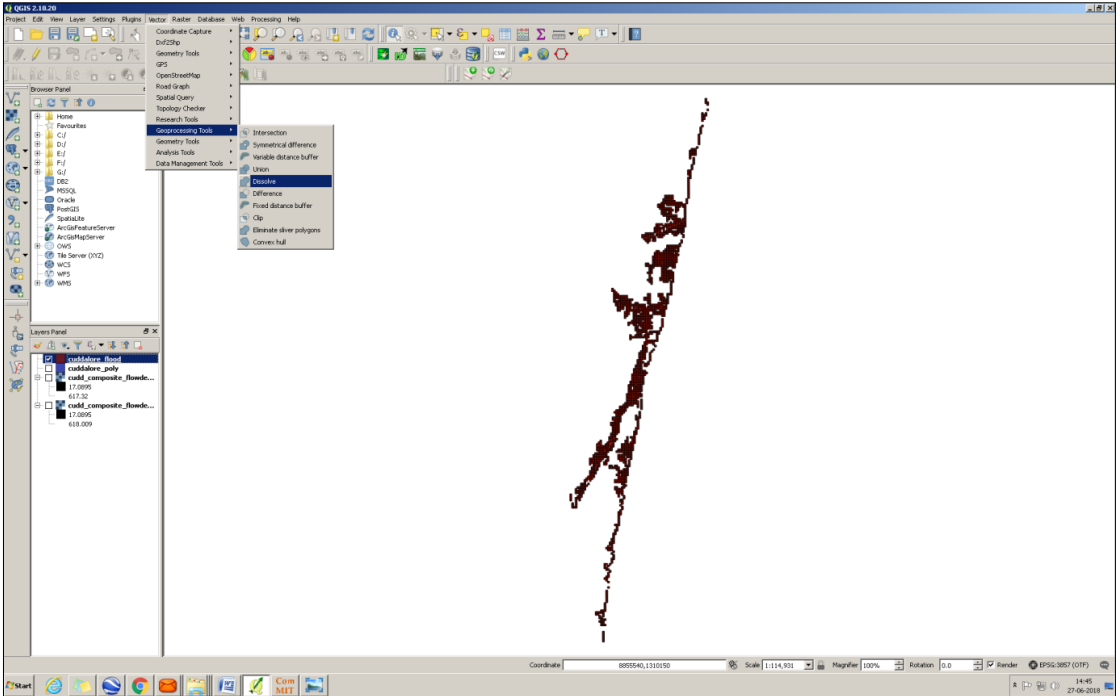 QGIS 2.18.20
Project Edit View Layer Settings Plugins Vector Raster Database Web Processing Help
Coordinate Capture
Dxf2Shp
Geometry Tools
GPS
OpenStreetMap
Road Graph
Spatial Query
Topology Checker
Research Tools
Geoprocessing Tools
Geometry Tools
Analysis Tools
Data Management Tools
Intersection
Symmetrical difference
Variable distance buffer
Union
Dissolve
Difference
Fixed distance buffer
Clip
Eliminate sliver polygons
Convex hull
CSW
Browser Panel
Home
Favourites
C:/
D:/
E:/
F:/
G:/
DB2
MSSQL
Oracle
PostGIS
SpatiaLite
ArcGisFeatureServer
ArcGisMapServer
OWS
Tile Server (XYZ)
WCS
WFS
WMS
Layers Panel
cuddalore_flood
cuddalore_poly
cudd_composite_flowde...
17.0895
617.32
cudd_composite_flowde...
17.0895
618.009
Coordinate 8855540,1310150 Scale 1:114,931 Magnifier 100% Rotation 0.0 Render EPSG:3857 (OTF)
Start
Com
MIT
14:45
27-06-2018